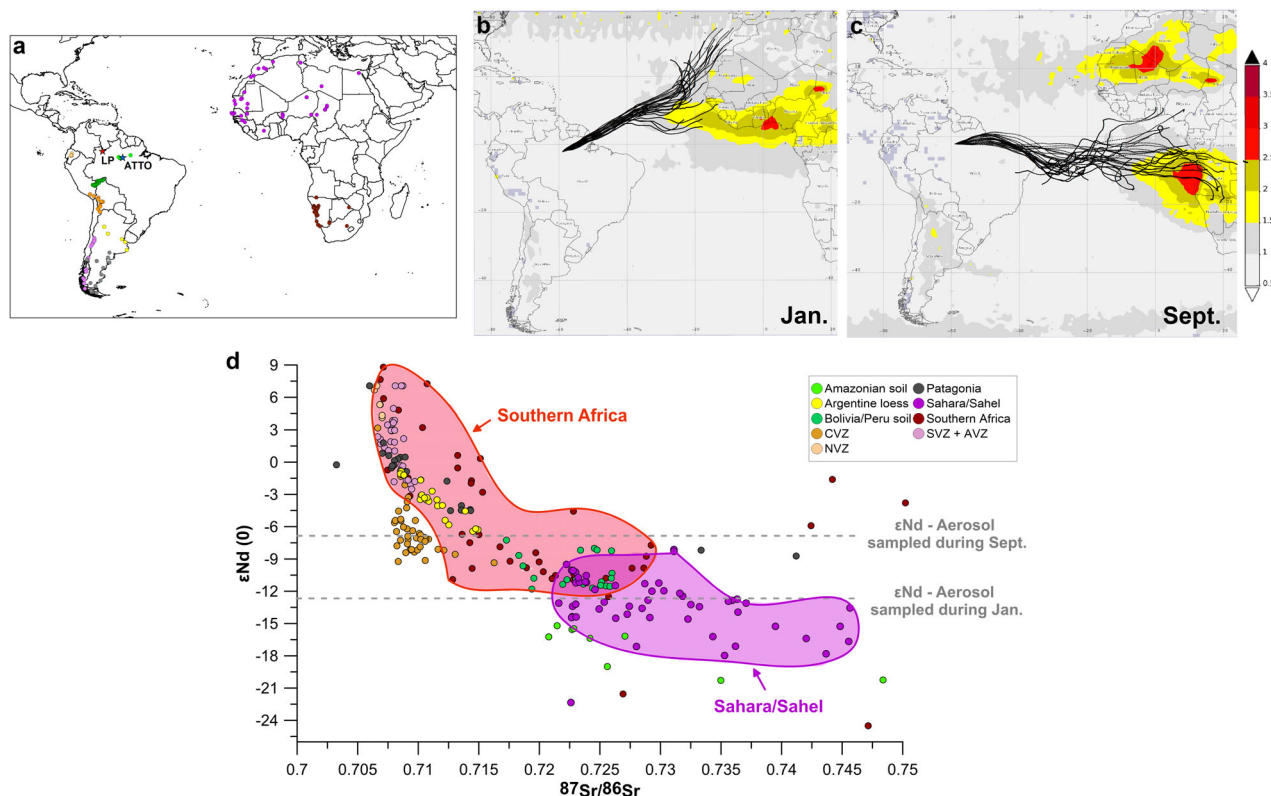 a
LP
ATTO
b
Jan.
c
Sept.
4
3.5
3
2.5
2
1.5
1
0.5
d
9
6
3
0
-3
-6
-9
-12
-15
-18
-21
-24
εNd (0)
Southern Africa
Amazonian soil
Argentine loess
Bolivia/Peru soil
CVZ
NVZ
Patagonia
Sahara/Sahel
Southern Africa
SVZ + AVZ
εNd - Aerosol
sampled during Sept.
εNd - Aerosol
sampled during Jan.
Sahara/Sahel
0.7 0.705 0.71 0.715 0.72 0.725 0.73 0.735 0.74 0.745 0.75
⁸⁷Sr/⁸⁶Sr